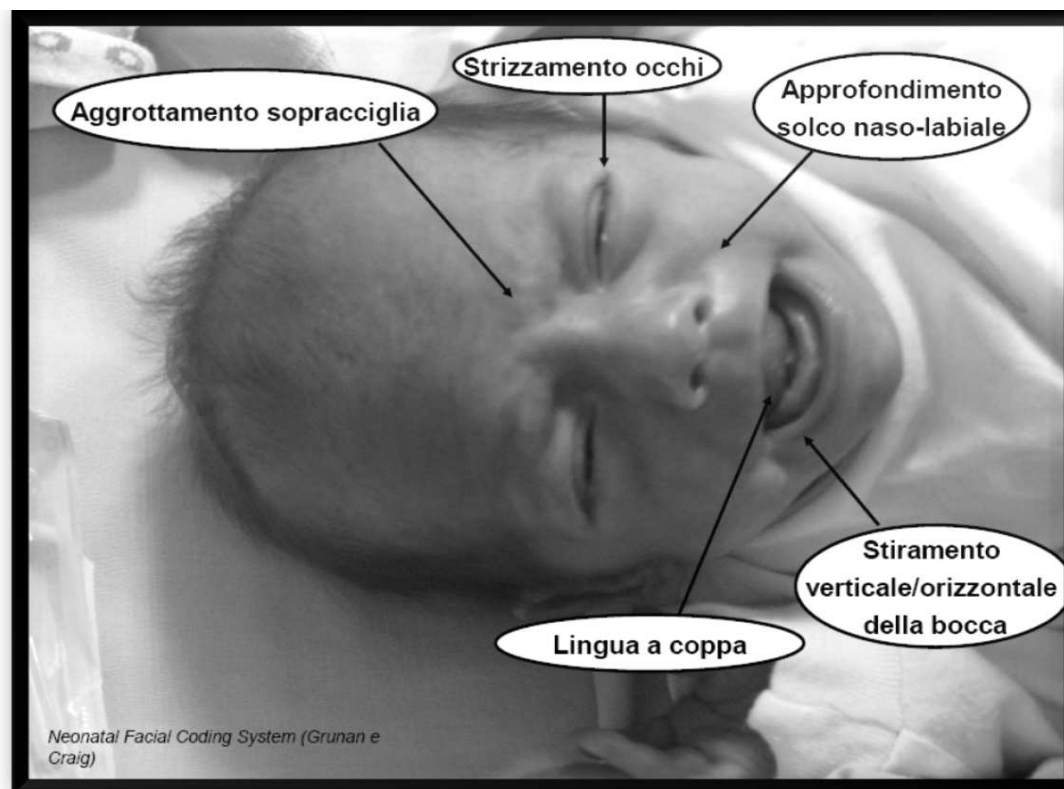 Strizzamento occhi
Aggrottamento sopracciglia
Approfondimento
solco naso-labiale
Stiramento
verticale/orizzontale
della bocca
Lingua a coppa
Neonatal Facial Coding System (Grunan e
Craig)